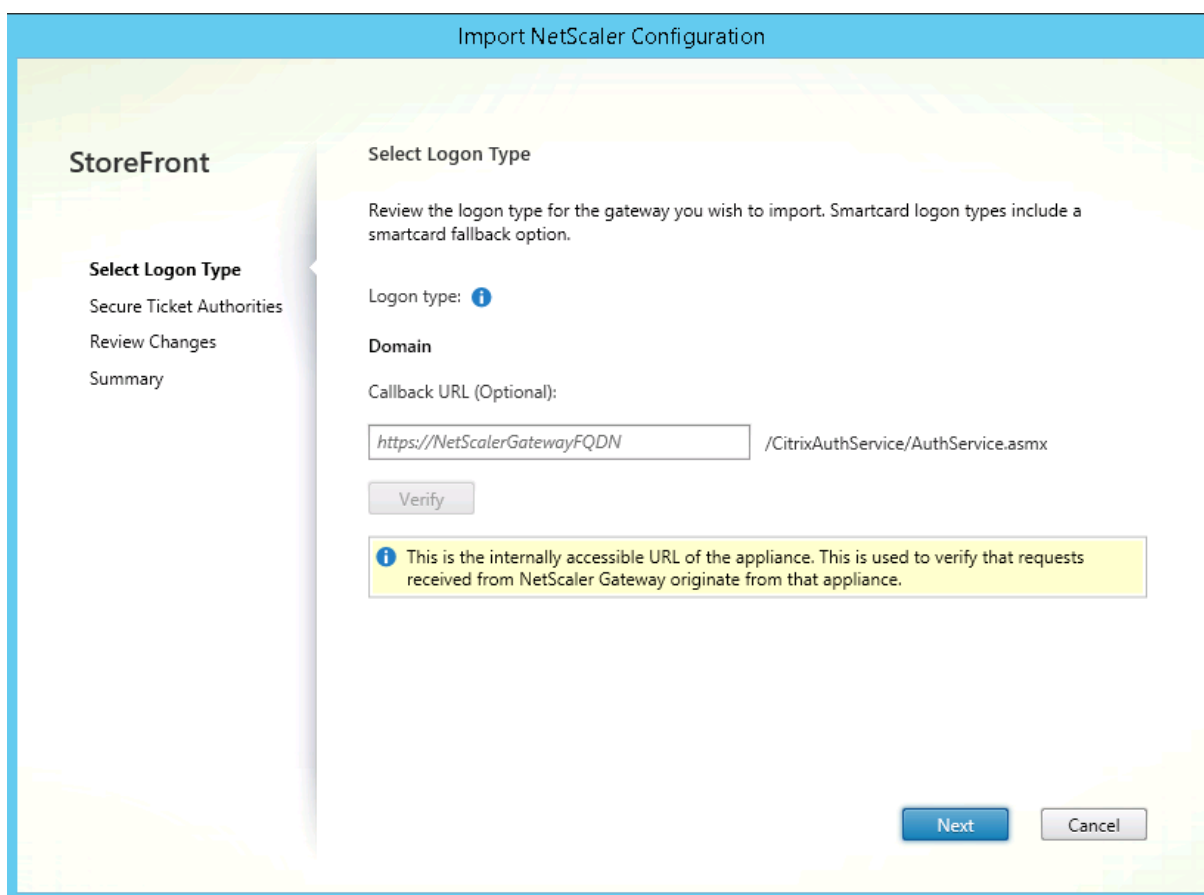 Import NetScaler Configuration
StoreFront
Select Logon Type
Secure Ticket Authorities
Review Changes
Summary
Select Logon Type
Review the logon type for the gateway you wish to import. Smartcard logon types include a
smartcard fallback option.
Logon type:
Domain
Callback URL (Optional):
https://NetScalerGatewayFQDN /CitrixAuthService/AuthService.asmx
Verify
This is the internally accessible URL of the appliance. This is used to verify that requests
received from NetScaler Gateway originate from that appliance.
Next Cancel